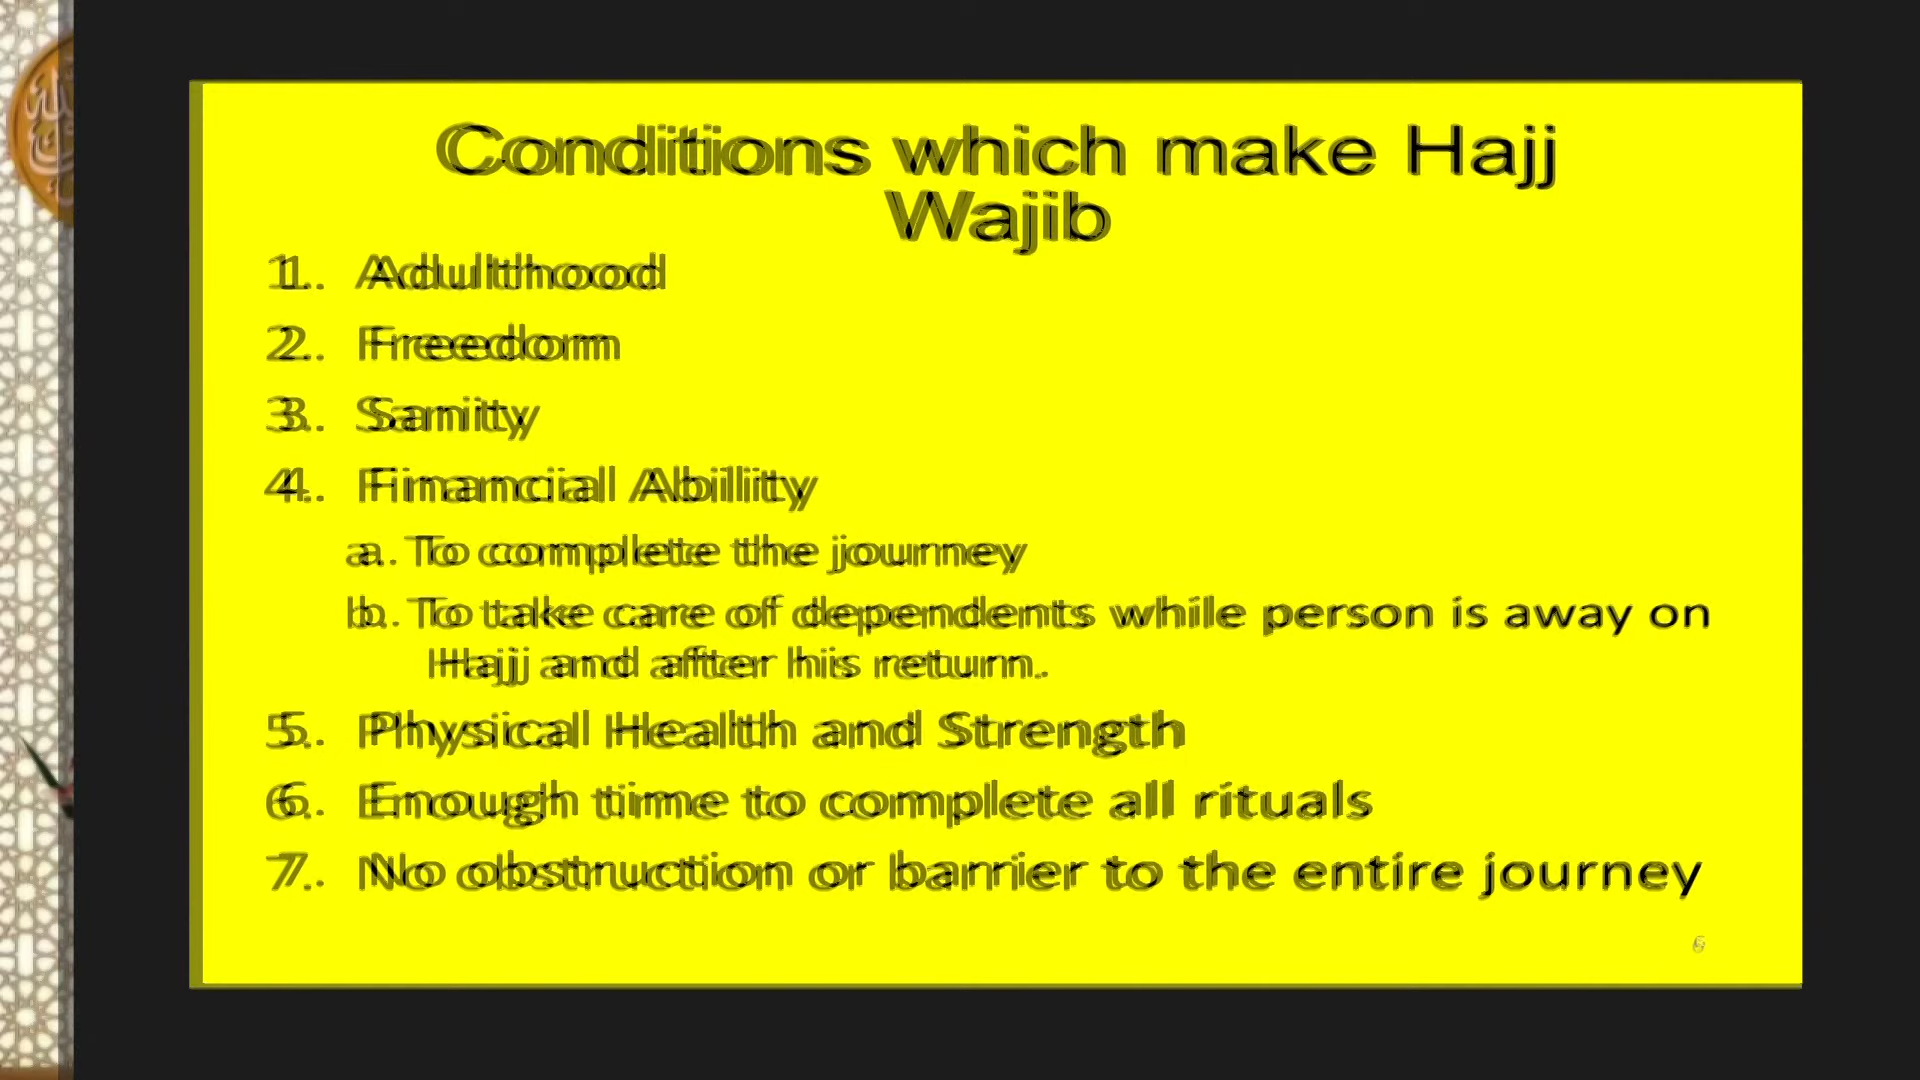 Conditions which make Hajj
Wajib
1. Adulthood
2. Freedom
3. Sanity
4. Financial Ability
a. To complete the journey
b. To take care of dependents while person is away on
Hajj and after his return.
5. Physical Health and Strength
6. Enough time to complete all rituals
7. No obstruction or barrier to the entire journey